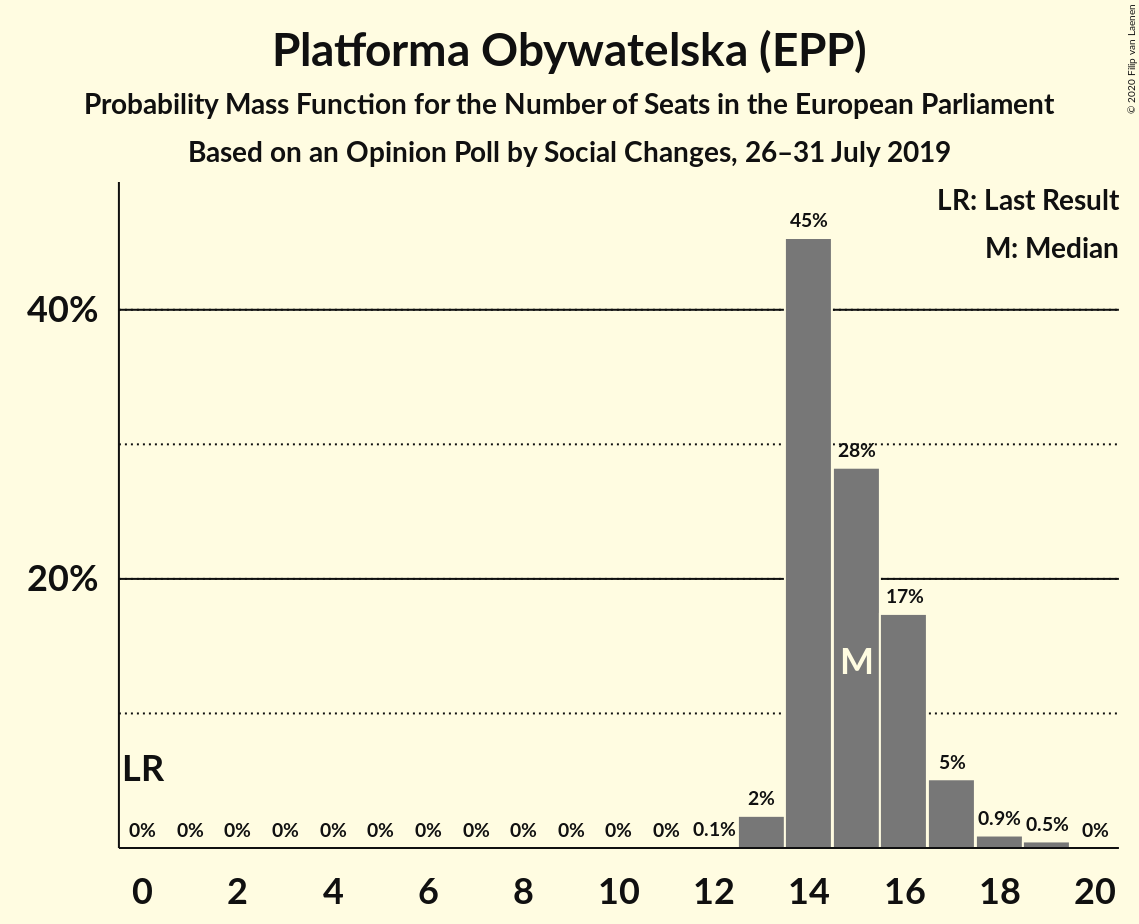 Platforma Obywatelska (EPP)
Probability Mass Function for the Number of Seats in the European Parliament
Based on an Opinion Poll by Social Changes, 26–31 July 2019
© 2020 Filip van Laenen
LR: Last Result
M: Median
45%
40%
28%
20%
17%
M
LR
5%
2%
0% 0% 0% 0% 0% 0% 0% 0% 0% 0% 0% 0% 0.1% 0.9% 0.5% 0%
0 2 4 6 8 10 12 14 16 18 20